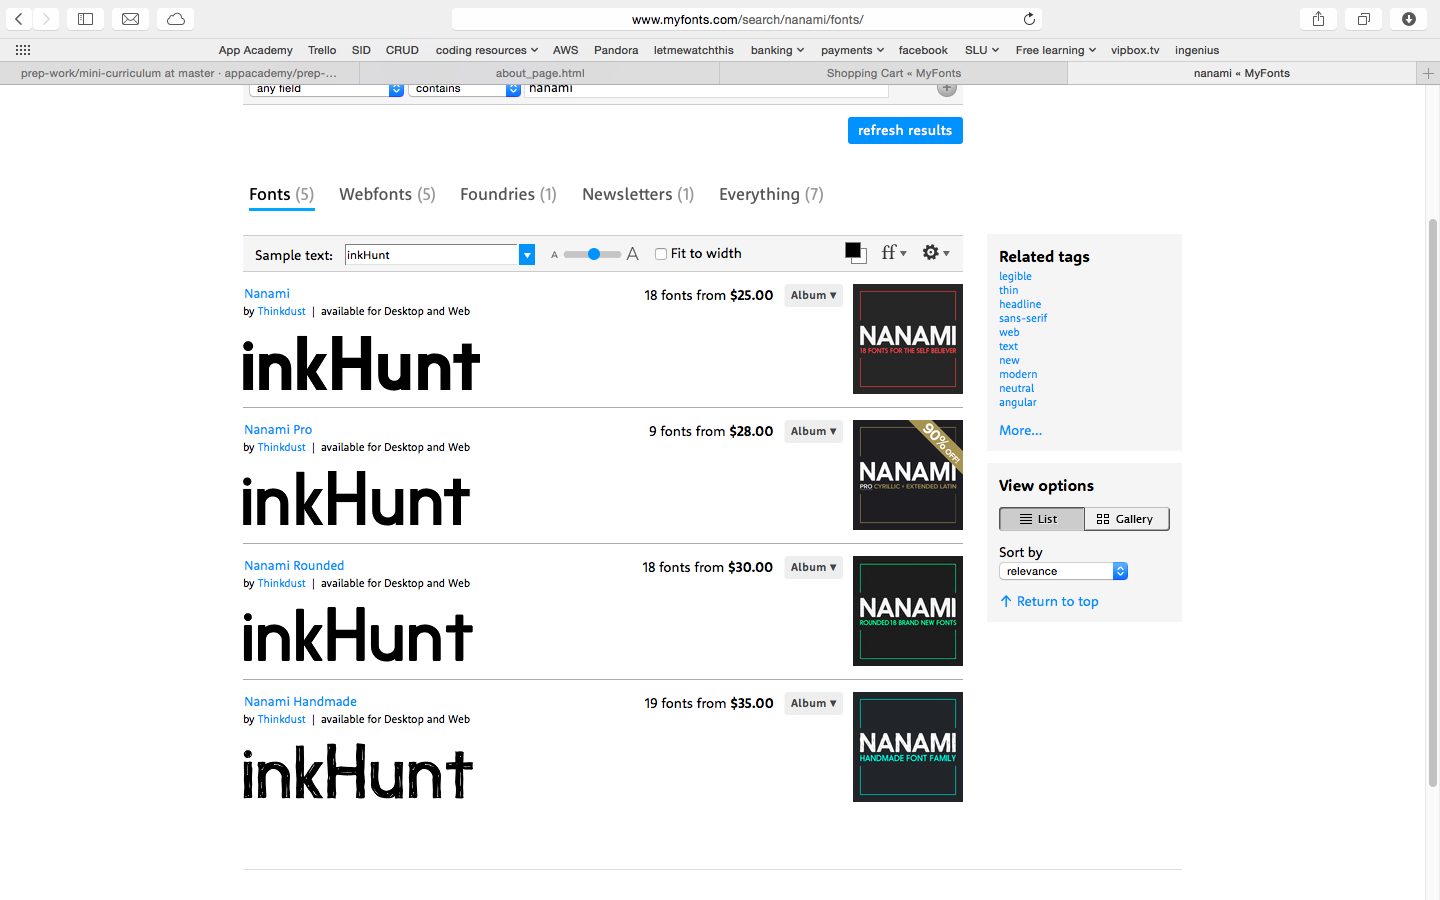 www.myfonts.com/search/nanami/fonts/
App Academy Trello SID CRUD coding resources AWS Pandora letmewatchthis banking payments facebook SLU Free learning vipbox.tv ingenius
prep-work/mini-curriculum at master · appacademy/prep-... about_page.html Shopping Cart « MyFonts nanami « MyFonts
any field contains nanami
refresh results
Fonts (5) Webfonts (5) Foundries (1) Newsletters (1) Everything (7)
Sample text: inkHunt A A Fit to width ff
Nanami 18 fonts from $25.00 Album ▾
by Thinkdust | available for Desktop and Web
inkHunt
NANAMI
18 FONTS FOR THE SELF BELIEVER
Nanami Pro 9 fonts from $28.00 Album ▾
by Thinkdust | available for Desktop and Web
inkHunt
90% OFF!
NANAMI
PRO CYRILLIC + EXTENDED LATIN
Nanami Rounded 18 fonts from $30.00 Album ▾
by Thinkdust | available for Desktop and Web
inkHunt
NANAMI
ROUNDED 18 BRAND NEW FONTS
Nanami Handmade 19 fonts from $35.00 Album ▾
by Thinkdust | available for Desktop and Web
inkHunt
NANAMI
HANDMADE FONT FAMILY
Related tags
legible
thin
headline
sans-serif
web
text
new
modern
neutral
angular
More...
View options
List Gallery
Sort by
relevance
↑ Return to top